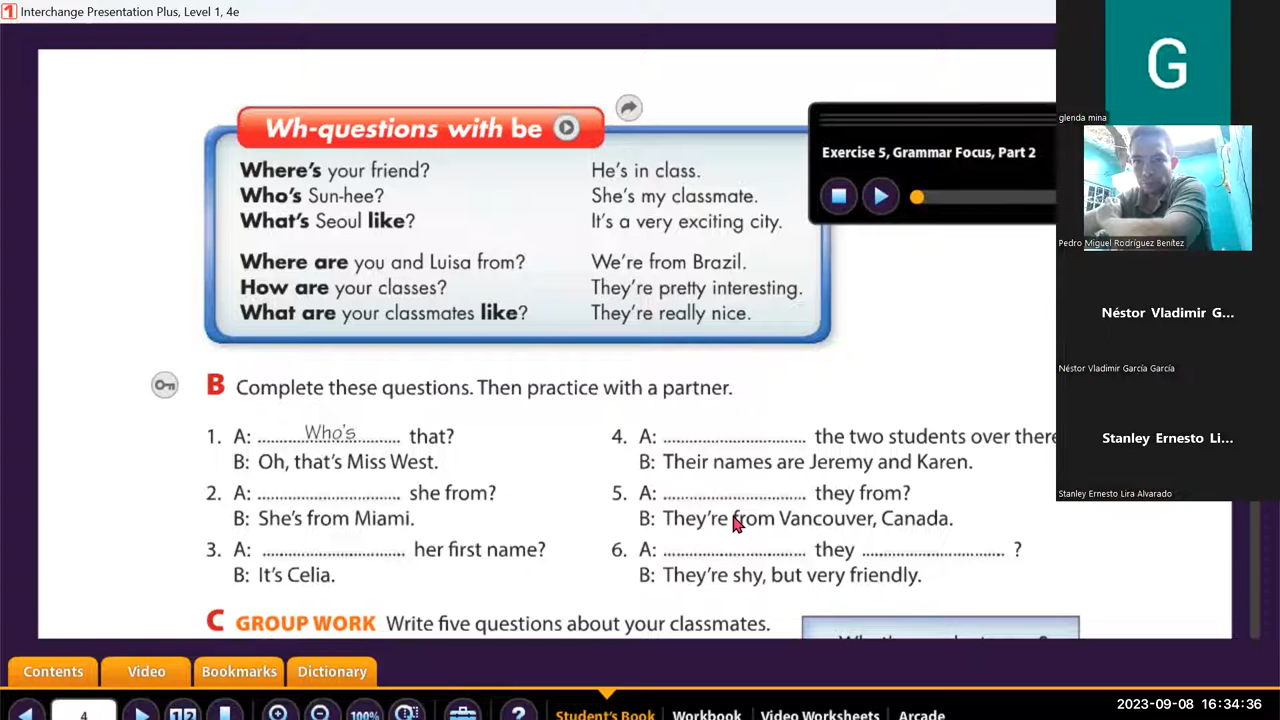 Interchange Presentation Plus, Level 1, 4e
Wh-questions with be
Where's your friend? He's in class.
Who's Sun-hee? She's my classmate.
What's Seoul like? It's a very exciting city.
Where are you and Luisa from? We're from Brazil.
How are your classes? They're pretty interesting.
What are your classmates like? They're really nice.
Exercise 5, Grammar Focus, Part 2
B Complete these questions. Then practice with a partner.
1. A: ......Who's...... that?
B: Oh, that's Miss West.
2. A: .................................. she from?
B: She's from Miami.
3. A: .................................. her first name?
B: It's Celia.
4. A: .................................. the two students over there
B: Their names are Jeremy and Karen.
5. A: .................................. they from?
B: They're from Vancouver, Canada.
6. A: .................................. they .................................. ?
B: They're shy, but very friendly.
C GROUP WORK Write five questions about your classmates.
G
glenda mina
Pedro Miguel Rodríguez Benítez
Néstor Vladimir G...
Néstor Vladimir García García
Stanley Ernesto Li...
Stanley Ernesto Lira Alvarado
Contents Video Bookmarks Dictionary
4 1 2 100% ? Student's Book Workbook Video Worksheets Arcade
2023-09-08 16:34:36